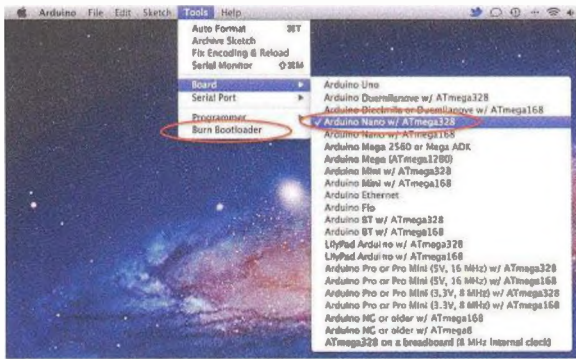 Arduino File Edit Sketch Tools Help
Auto Format ⌘T
Archive Sketch
Fix Encoding & Reload
Serial Monitor ⇧⌘M
Board
Serial Port
Programmer
Burn Bootloader
Arduino Uno
Arduino Duemilanove w/ ATmega328
Arduino Diecimila or Duemilanove w/ ATmega168
✓ Arduino Nano w/ ATmega328
Arduino Nano w/ ATmega168
Arduino Mega 2560 or Mega ADK
Arduino Mega (ATmega1280)
Arduino Mini w/ ATmega328
Arduino Mini w/ ATmega168
Arduino Ethernet
Arduino Fio
Arduino BT w/ ATmega328
Arduino BT w/ ATmega168
LilyPad Arduino w/ ATmega328
LilyPad Arduino w/ ATmega168
Arduino Pro or Pro Mini (5V, 16 MHz) w/ ATmega328
Arduino Pro or Pro Mini (5V, 16 MHz) w/ ATmega168
Arduino Pro or Pro Mini (3.3V, 8 MHz) w/ ATmega328
Arduino Pro or Pro Mini (3.3V, 8 MHz) w/ ATmega168
Arduino NG or older w/ ATmega168
Arduino NG or older w/ ATmega8
ATmega328 on a breadboard (8 MHz internal clock)